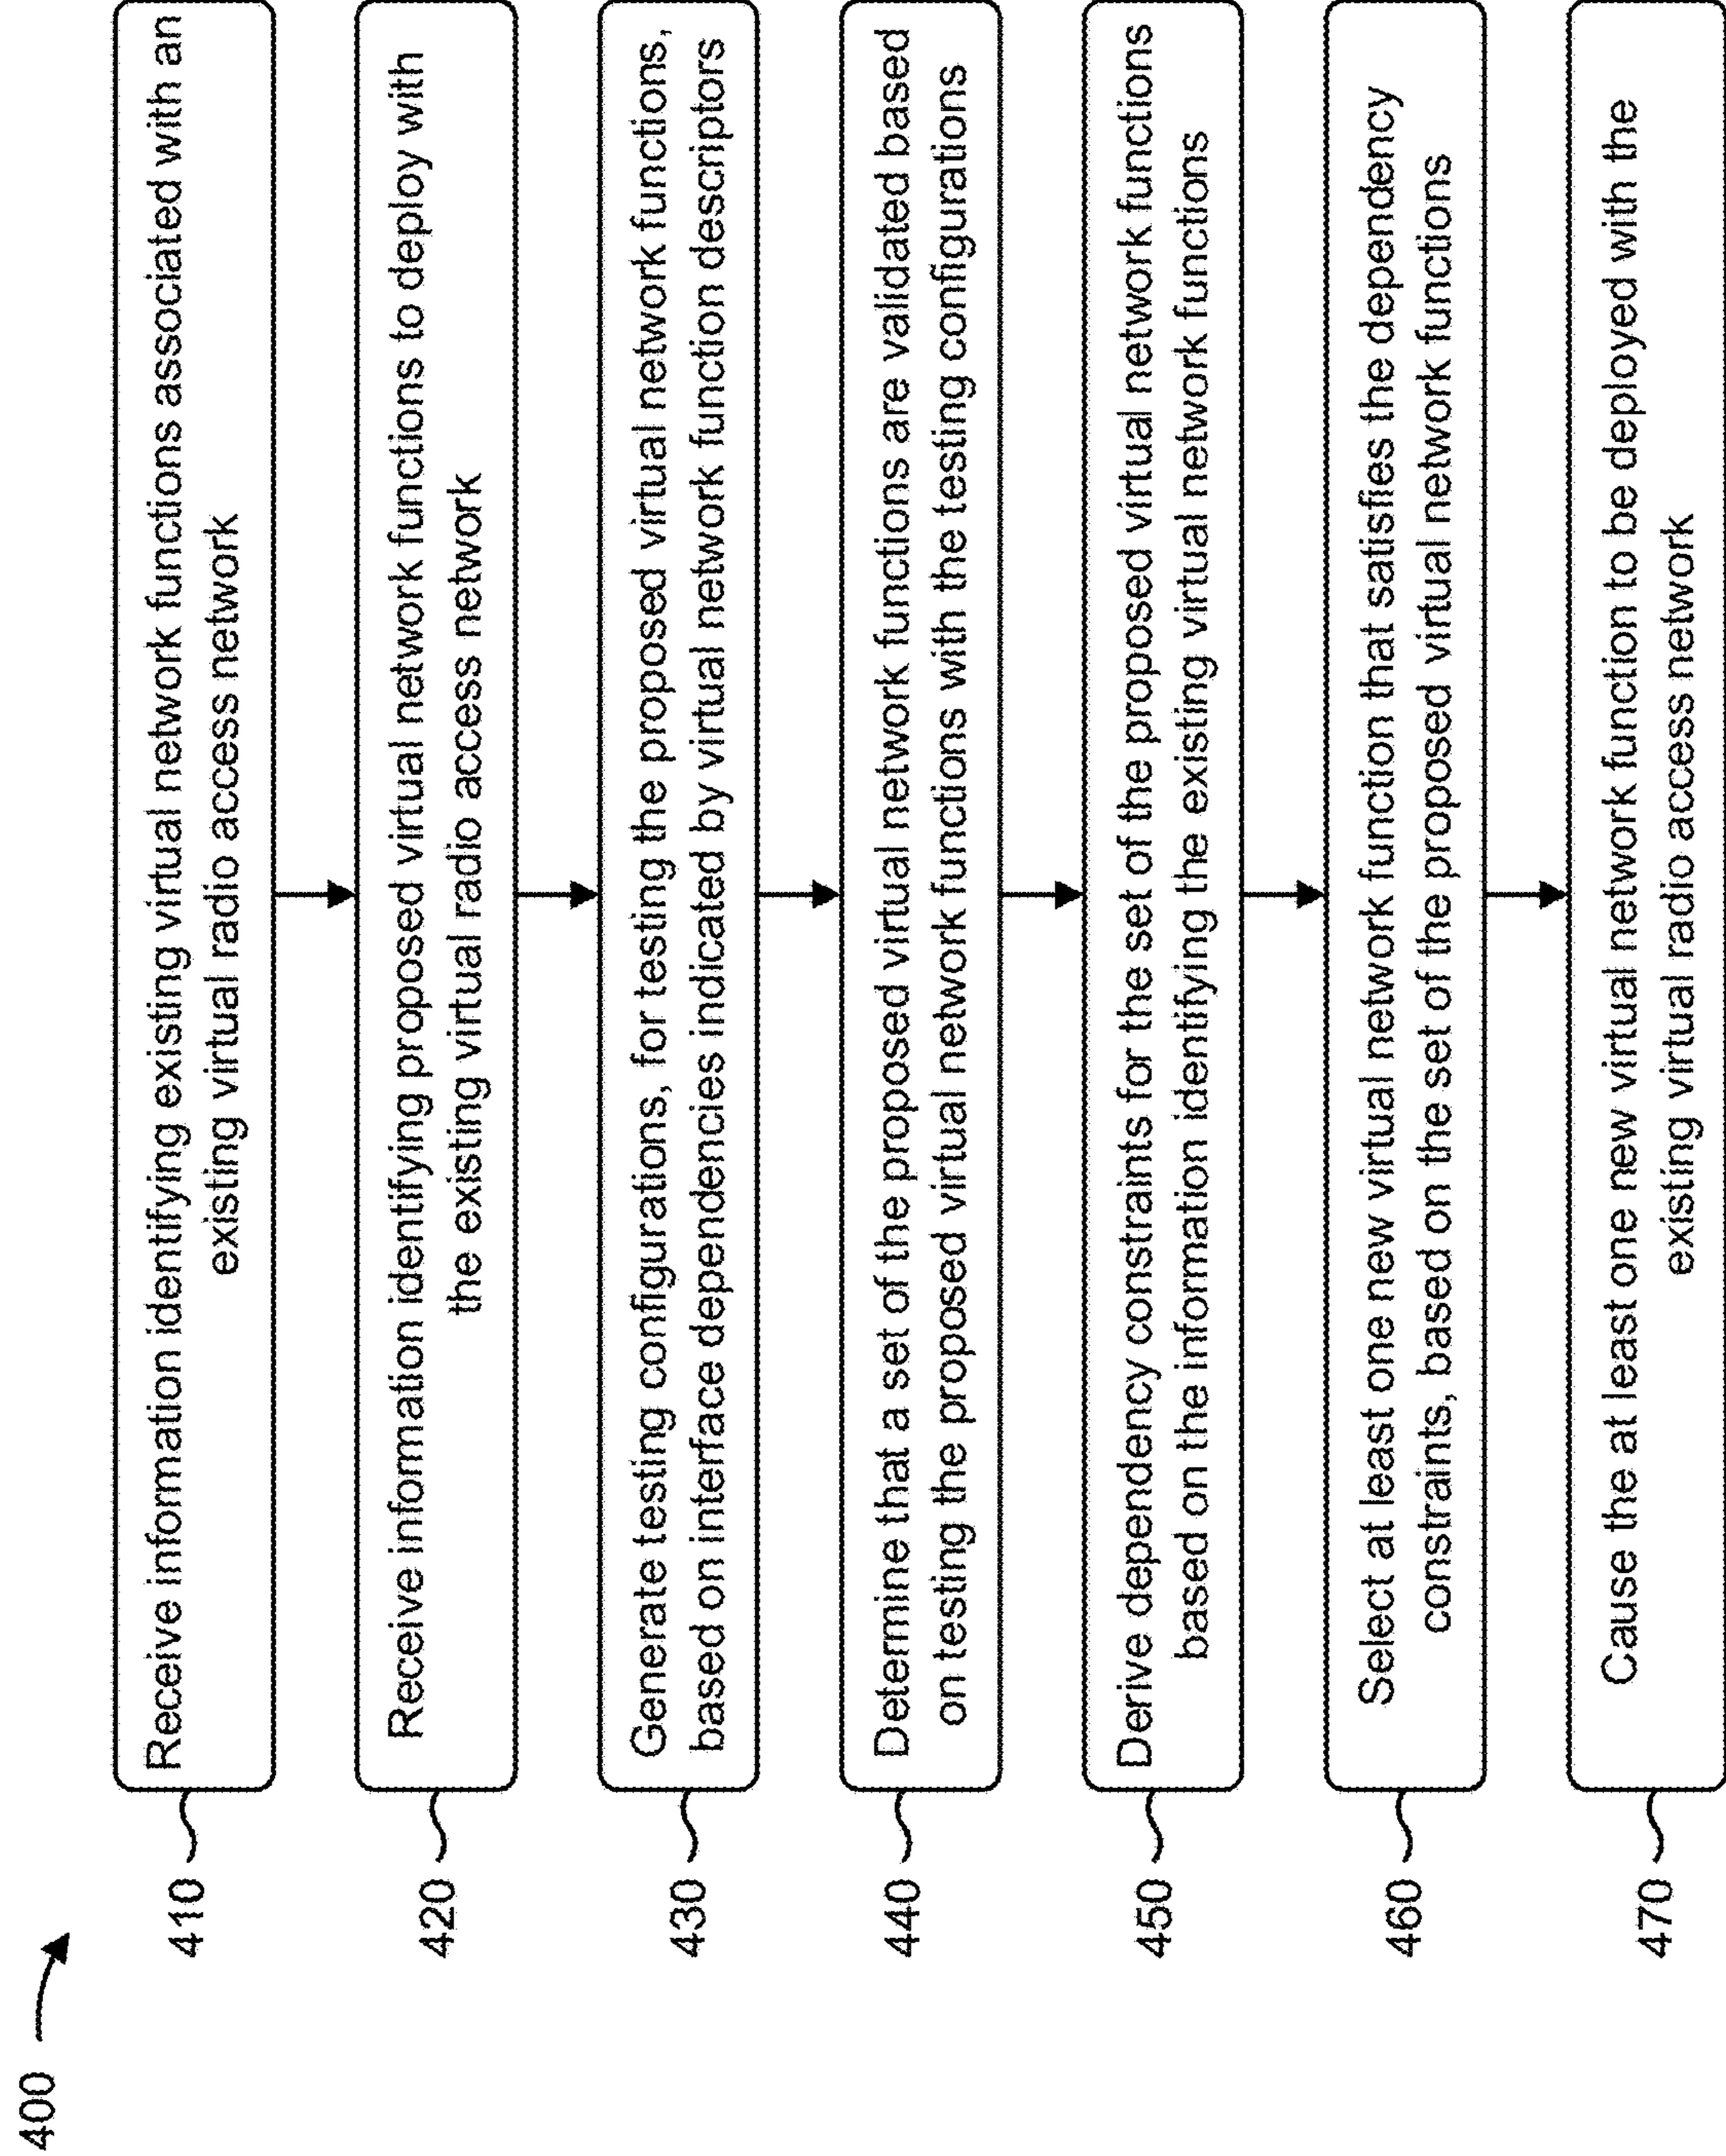 400
410
Receive information identifying existing virtual network functions associated with an
existing virtual radio access network
420
Receive information identifying proposed virtual network functions to deploy with
the existing virtual radio access network
430
Generate testing configurations, for testing the proposed virtual network functions,
based on interface dependencies indicated by virtual network function descriptors
440
Determine that a set of the proposed virtual network functions are validated based
on testing the proposed virtual network functions with the testing configurations
450
Derive dependency constraints for the set of the proposed virtual network functions
based on the information identifying the existing virtual network functions
460
Select at least one new virtual network function that satisfies the dependency
constraints, based on the set of the proposed virtual network functions
470
Cause the at least one new virtual network function to be deployed with the
existing virtual radio access network